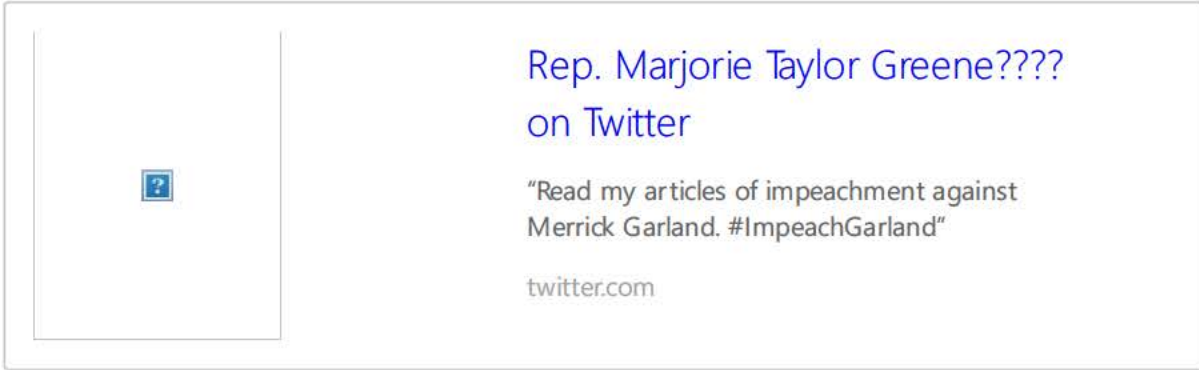 Rep. Marjorie Taylor Greene????
on Twitter
“Read my articles of impeachment against
Merrick Garland. #ImpeachGarland”
twitter.com